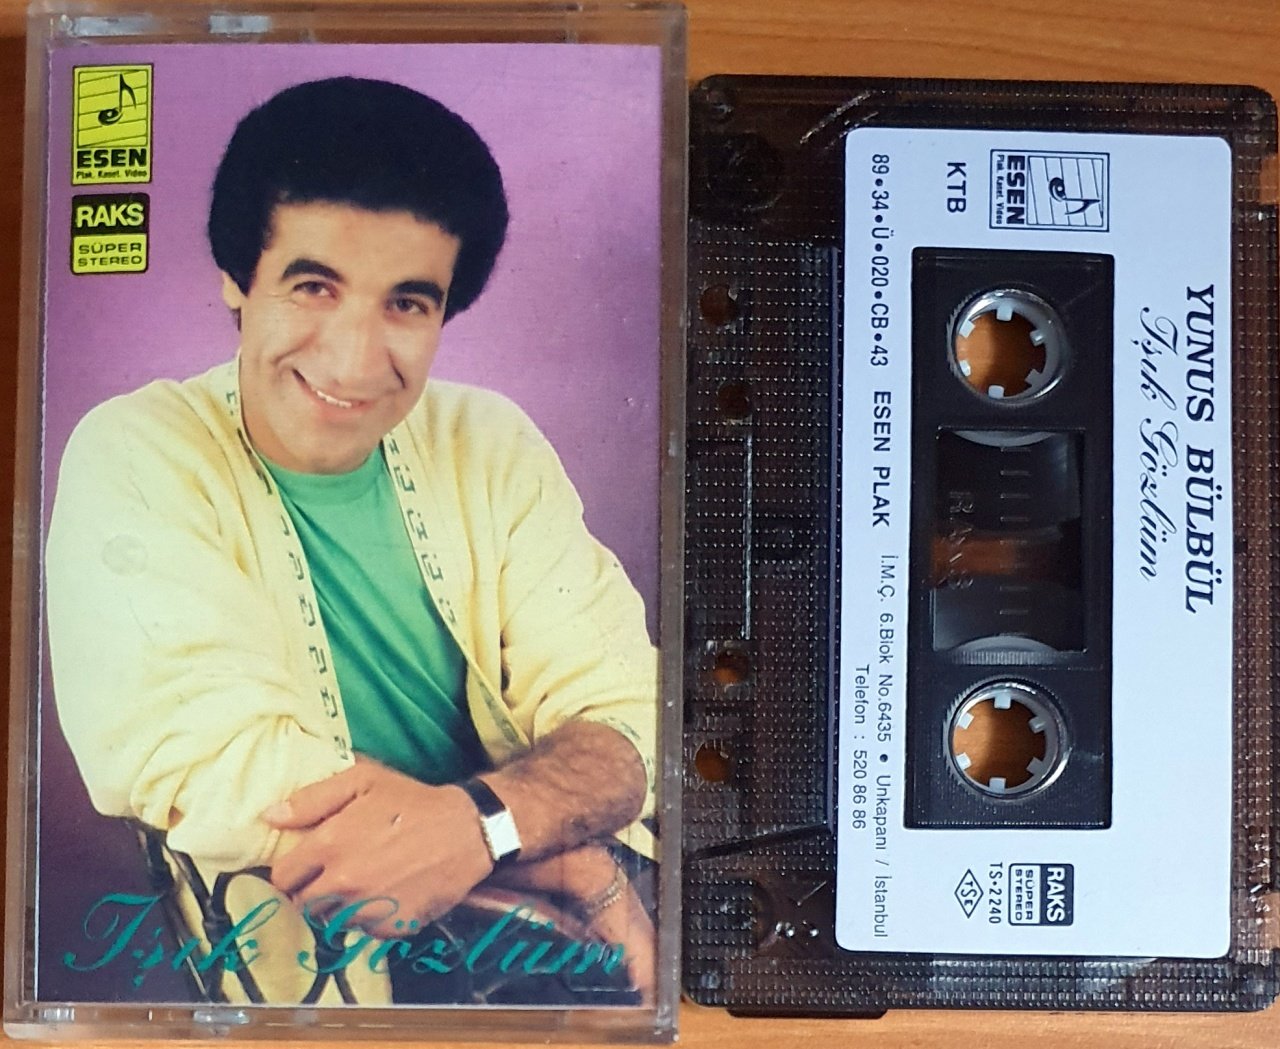 ESEN
Plak. Kaset. Video
RAKS
SÜPER
STEREO
Işık Gözlüm
YUNUS BÜLBÜL
Işık Gözlüm
ESEN
Plak. Kaset. Video
KTB
89•34•Ü•020•CB•43 ESEN PLAK İ.M.Ç. 6.Blok No.6435 • Unkapanı / İstanbul
Telefon : 520 86 86
RAKS
SÜPER
STEREO
TS•2240
TSE
RAKS